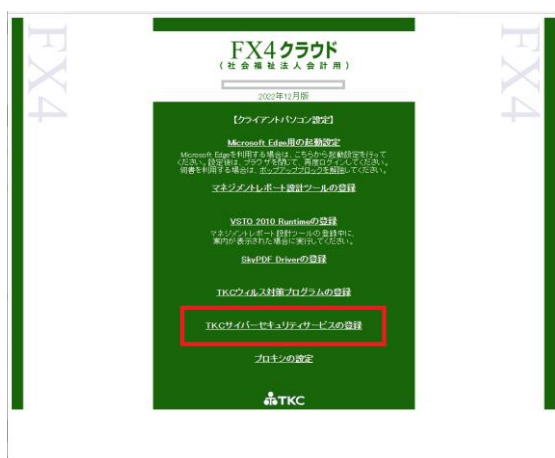 FX4
FX4
FX4クラウド
(社会福祉法人会計用)
2022年12月版
【クライアントパソコン設定】
Microsoft Edge用の起動設定
Microsoft Edgeを利用する場合は、こちらから起動設定を行って
ください。設定後は、ブラウザを閉じて、再度ログインしてください。
何書を利用する場合は、ポップアップブロックを解除してください。
マネジメントレポート設計ツールの登録
VSTO 2010 Runtimeの登録
マネジメントレポート設計ツールの登録中に、
案内が表示された場合に実行してください。
SkyPDF Driverの登録
TKCウィルス対策プログラムの登録
TKCサイバーセキュリティサービスの登録
プロキシの設定
TKC